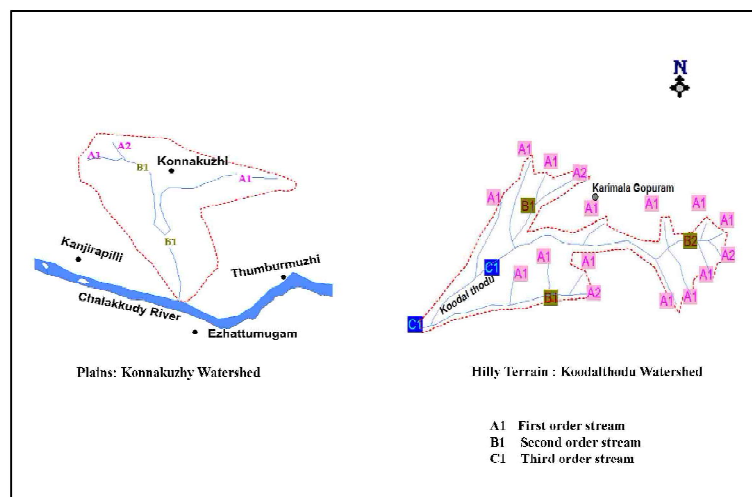 N
A2
A1
B1
Konnakuzhi
A1
B1
Kanjirapilli
Thumburmuzhi
Chalakkudy River
Ezhattumugam
Plains: Konnakuzhy Watershed
A1
A1
A1
A2
Karimala Gopuram
B1
A1
A1
A1
A1
A1
B2
A2
A1
A1
A1
A1
A1
A1
C1
Koodal thodu
B1
A2
C1
Hilly Terrain : Koodalthodu Watershed
A1 First order stream
B1 Second order stream
C1 Third order stream